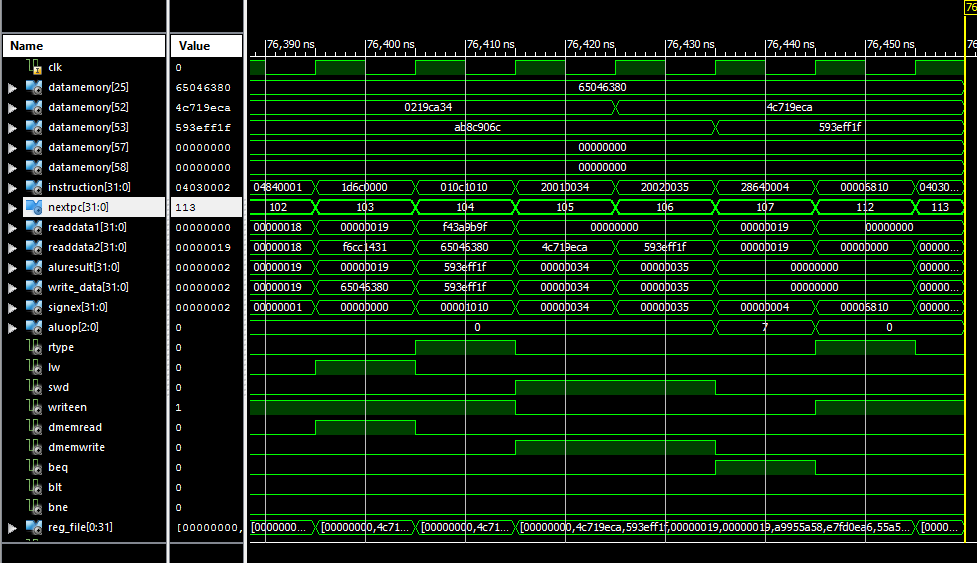 76
Name Value 76,390 ns 76,400 ns 76,410 ns 76,420 ns 76,430 ns 76,440 ns 76,450 ns 76
clk 0
datamemory[25] 65046380 65046380
datamemory[52] 4c719eca 0219ca34 4c719eca
datamemory[53] 593eff1f ab8c906c 593eff1f
datamemory[57] 00000000 00000000
datamemory[58] 00000000 00000000
instruction[31:0] 04030002 04840001 1d6c0000 010c1010 20010034 20020035 28640004 00005810 04030...
nextpc[31:0] 113 102 103 104 105 106 107 112 113
readdata1[31:0] 00000000 00000018 f43a9b9f 00000000 00000019 00000000
readdata2[31:0] 00000019 00000018 f6cc1431 65046380 4c719eca 593eff1f 00000019 00000000 00000...
aluresult[31:0] 00000002 00000019 00000019 593eff1f 00000034 00000035 00000000 00000...
write_data[31:0] 00000002 00000019 65046380 593eff1f 00000034 00000035 00000000 00000...
signex[31:0] 00000002 00000001 00000000 00001010 00000034 00000035 00000004 00005810 00000...
aluop[2:0] 0 0 7 0
rtype 0
lw 0
swd 0
writeen 1
dmemread 0
dmemwrite 0
beq 0
blt 0
bne 0
reg_file[0:31] [00000000, [0000000... [00000000,4c71... [00000000,4c71... [00000000,4c719eca,593eff1f,00000019,00000019,a9955a58,e7fd0ea6,55a5... [0000...